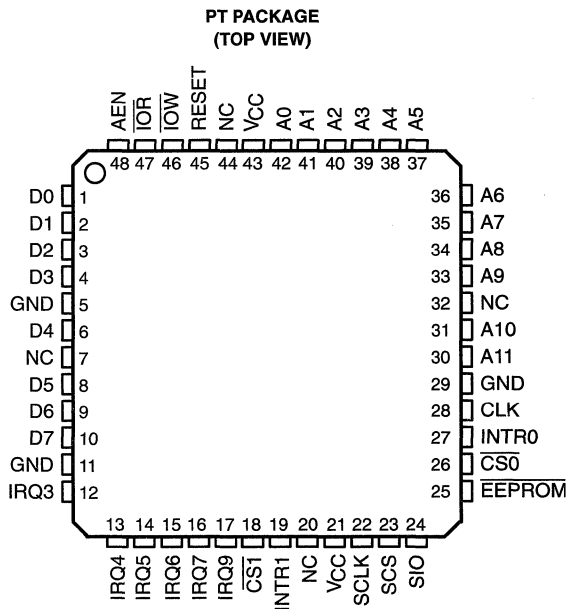 PT PACKAGE
(TOP VIEW)
AEN
I̅O̅R̅
I̅O̅W̅
RESET
NC
VCC
A0
A1
A2
A3
A4
A5
48 47 46 45 44 43 42 41 40 39 38 37
D0 1
D1 2
D2 3
D3 4
GND 5
D4 6
NC 7
D5 8
D6 9
D7 10
GND 11
IRQ3 12
36 A6
35 A7
34 A8
33 A9
32 NC
31 A10
30 A11
29 GND
28 CLK
27 INTR0
26 C̅S̅0̅
25 E̅E̅P̅R̅O̅M̅
13 14 15 16 17 18 19 20 21 22 23 24
IRQ4
IRQ5
IRQ6
IRQ7
IRQ9
C̅S̅1̅
INTR1
NC
VCC
SCLK
SCS
SIO